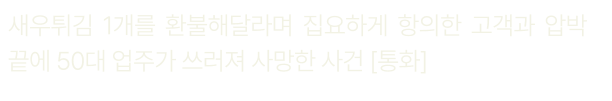 새우튀김 1개를 환불해달라며 집요하게 항의한 고객과 압박
끝에 50대 업주가 쓰러져 사망한 사건 [통화]